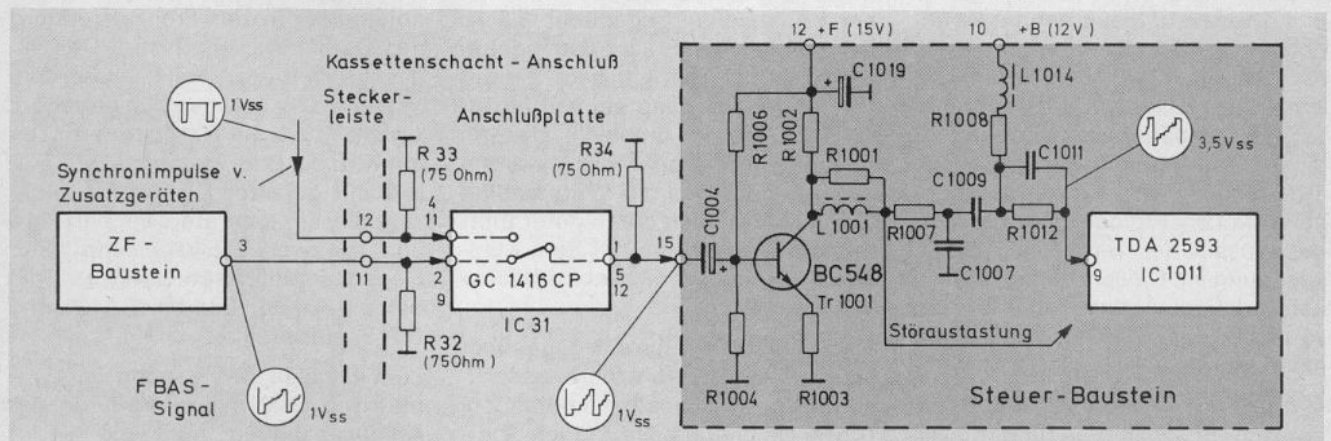 Kassettenschacht - Anschluß
Stecker-
leiste
Anschlußplatte
1Vss
Synchronimpulse v.
Zusatzgeräten
ZF -
Baustein
3
FBAS -
Signal
1Vss
12
11
R 33
(75 Ohm)
4
11
3
2
9
R32
(75Ohm)
GC 1416 CP
IC 31
1
5
12
R34
(75 Ohm)
15
1Vss
12 +F (15V)
10 +B (12V)
C1019
R1006
R1002
R1001
C1004
L 1001
BC548
Tr 1001
R1004
R1003
R1007
C1007
C1009
L1014
R1008
C1011
R1012
3,5Vss
TDA 2593
IC 1011
9
Störaustastung
Steuer-Baustein